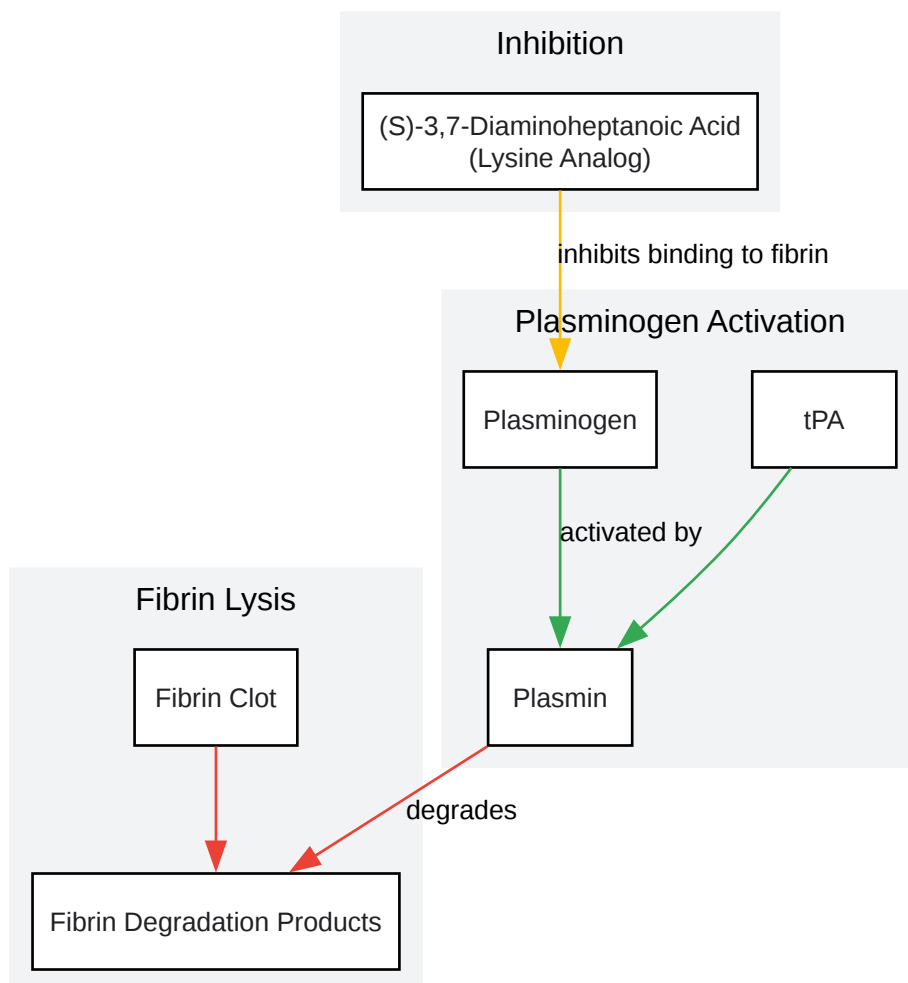 Inhibition
(S)-3,7-Diaminoheptanoic Acid
(Lysine Analog)
inhibits binding to fibrin
Plasminogen Activation
Plasminogen
tPA
activated by
Fibrin Lysis
Fibrin Clot
Plasmin
degrades
Fibrin Degradation Products